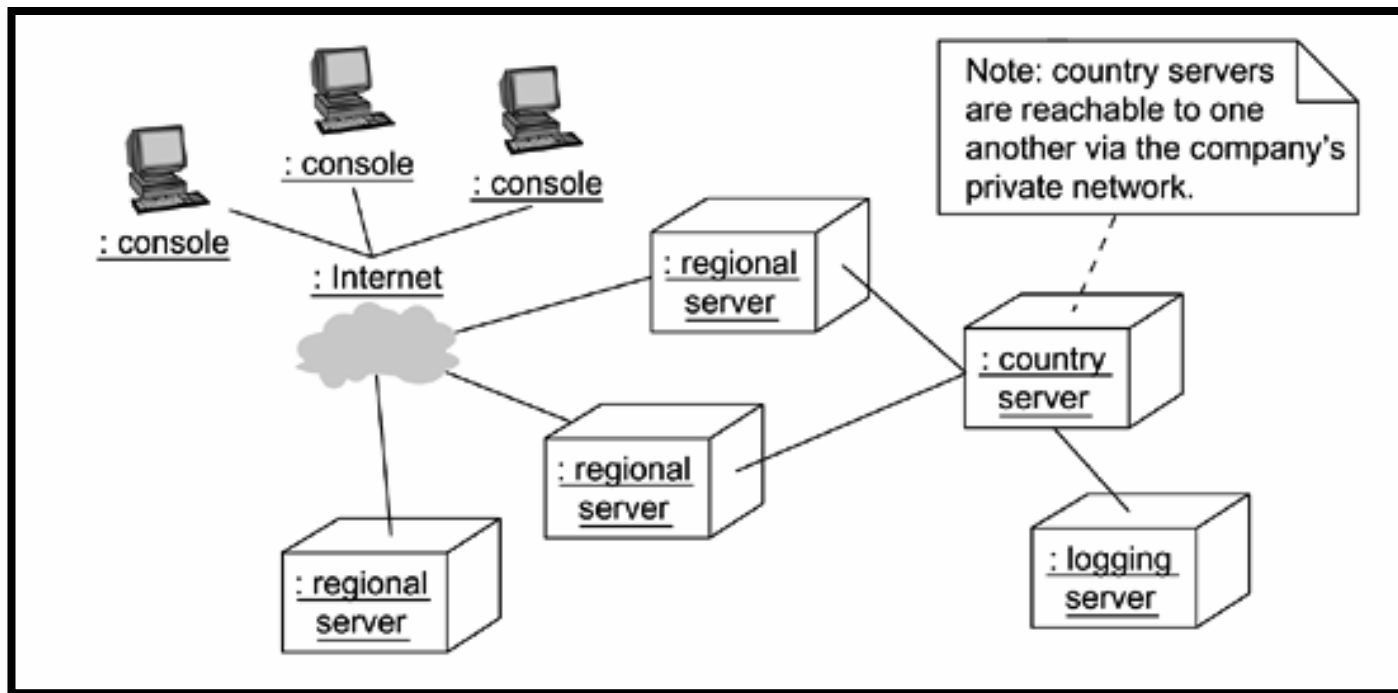 : console
: console
: console
: Internet
Note: country servers
are reachable to one
another via the company's
private network.
: regional
server
: country
server
: regional
server
: regional
server
: logging
server